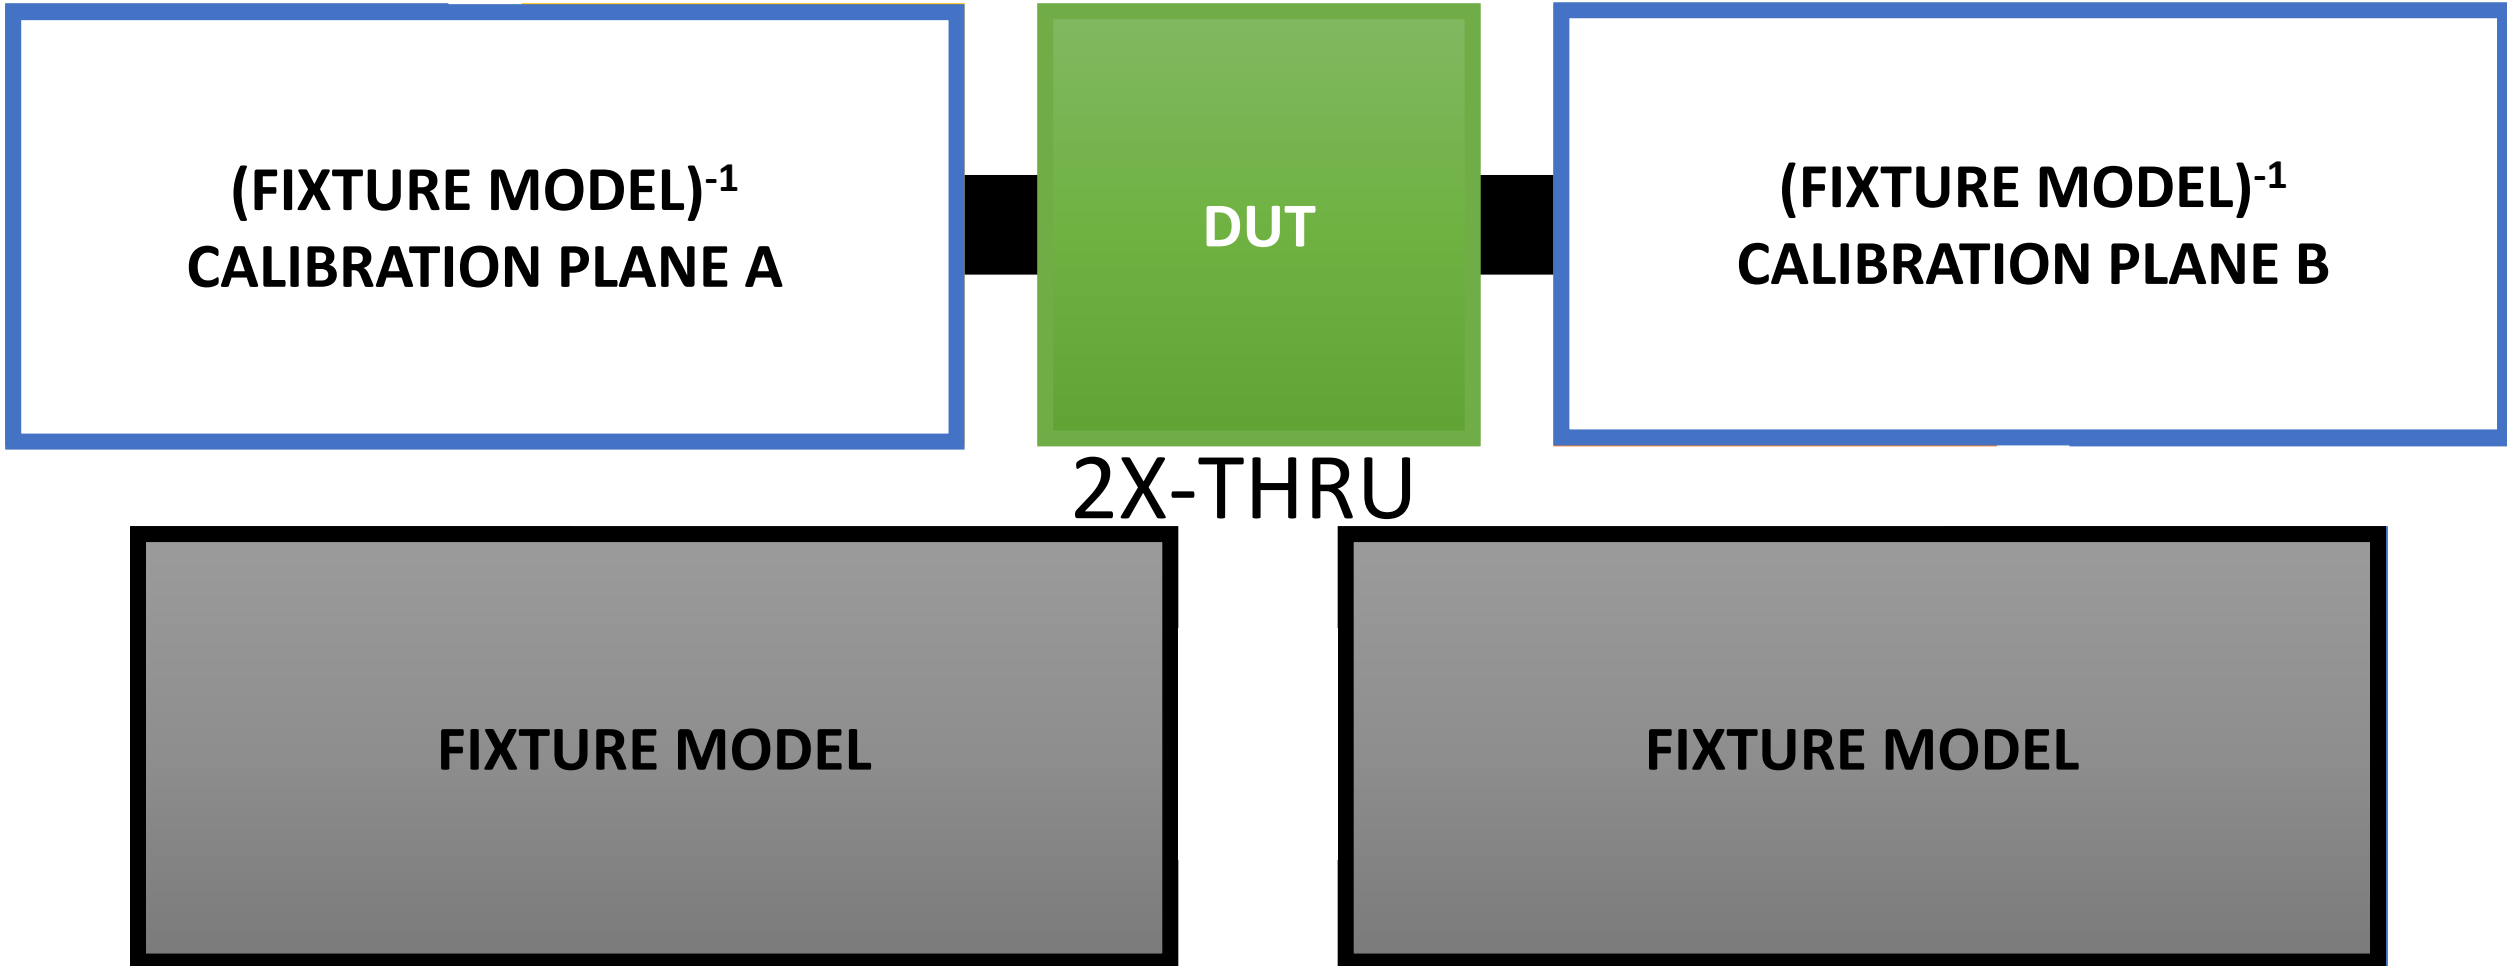 (FIXTURE MODEL)⁻¹
CALIBRATION PLANE A
DUT
(FIXTURE MODEL)⁻¹
CALIBRATION PLANE B
2X-THRU
FIXTURE MODEL
FIXTURE MODEL